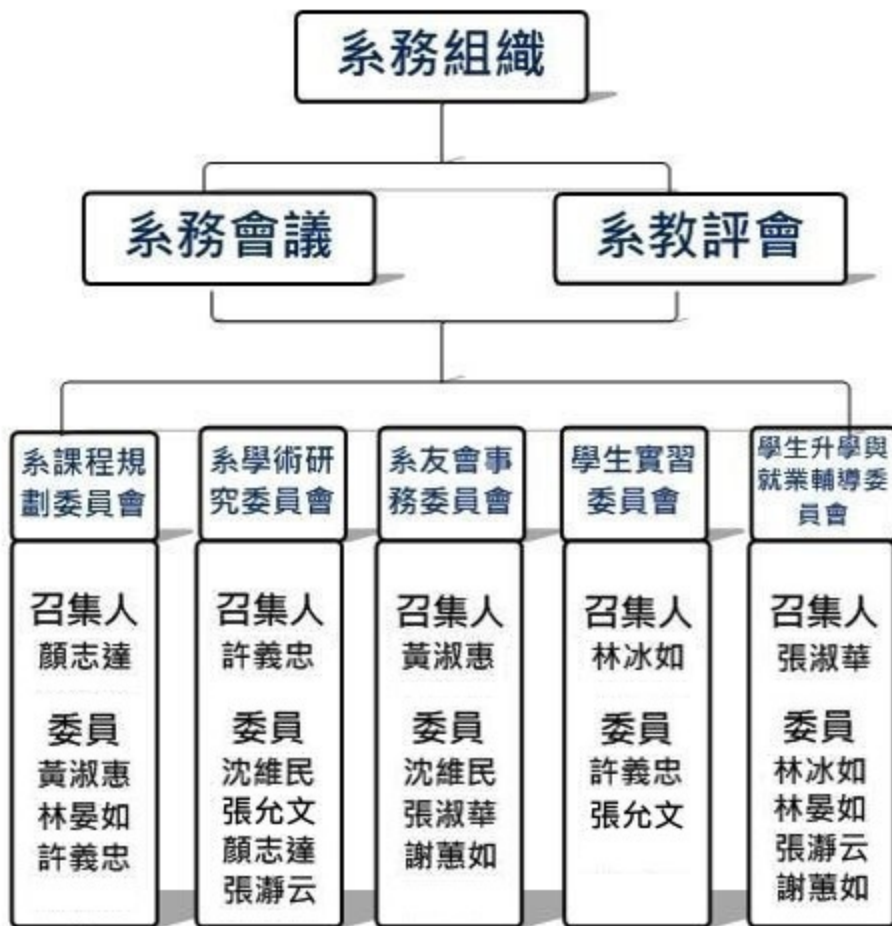 系務組織
系務會議
系教評會
系課程規
劃委員會
召集人
顏志達
委員
黃淑惠
林晏如
許義忠
系學術研
究委員會
召集人
許義忠
委員
沈維民
張允文
顏志達
張瀞云
系友會事
務委員會
召集人
黃淑惠
委員
沈維民
張淑華
謝蕙如
學生實習
委員會
召集人
林冰如
委員
許義忠
張允文
學生升學與
就業輔導委
員會
召集人
張淑華
委員
林冰如
林晏如
張瀞云
謝蕙如